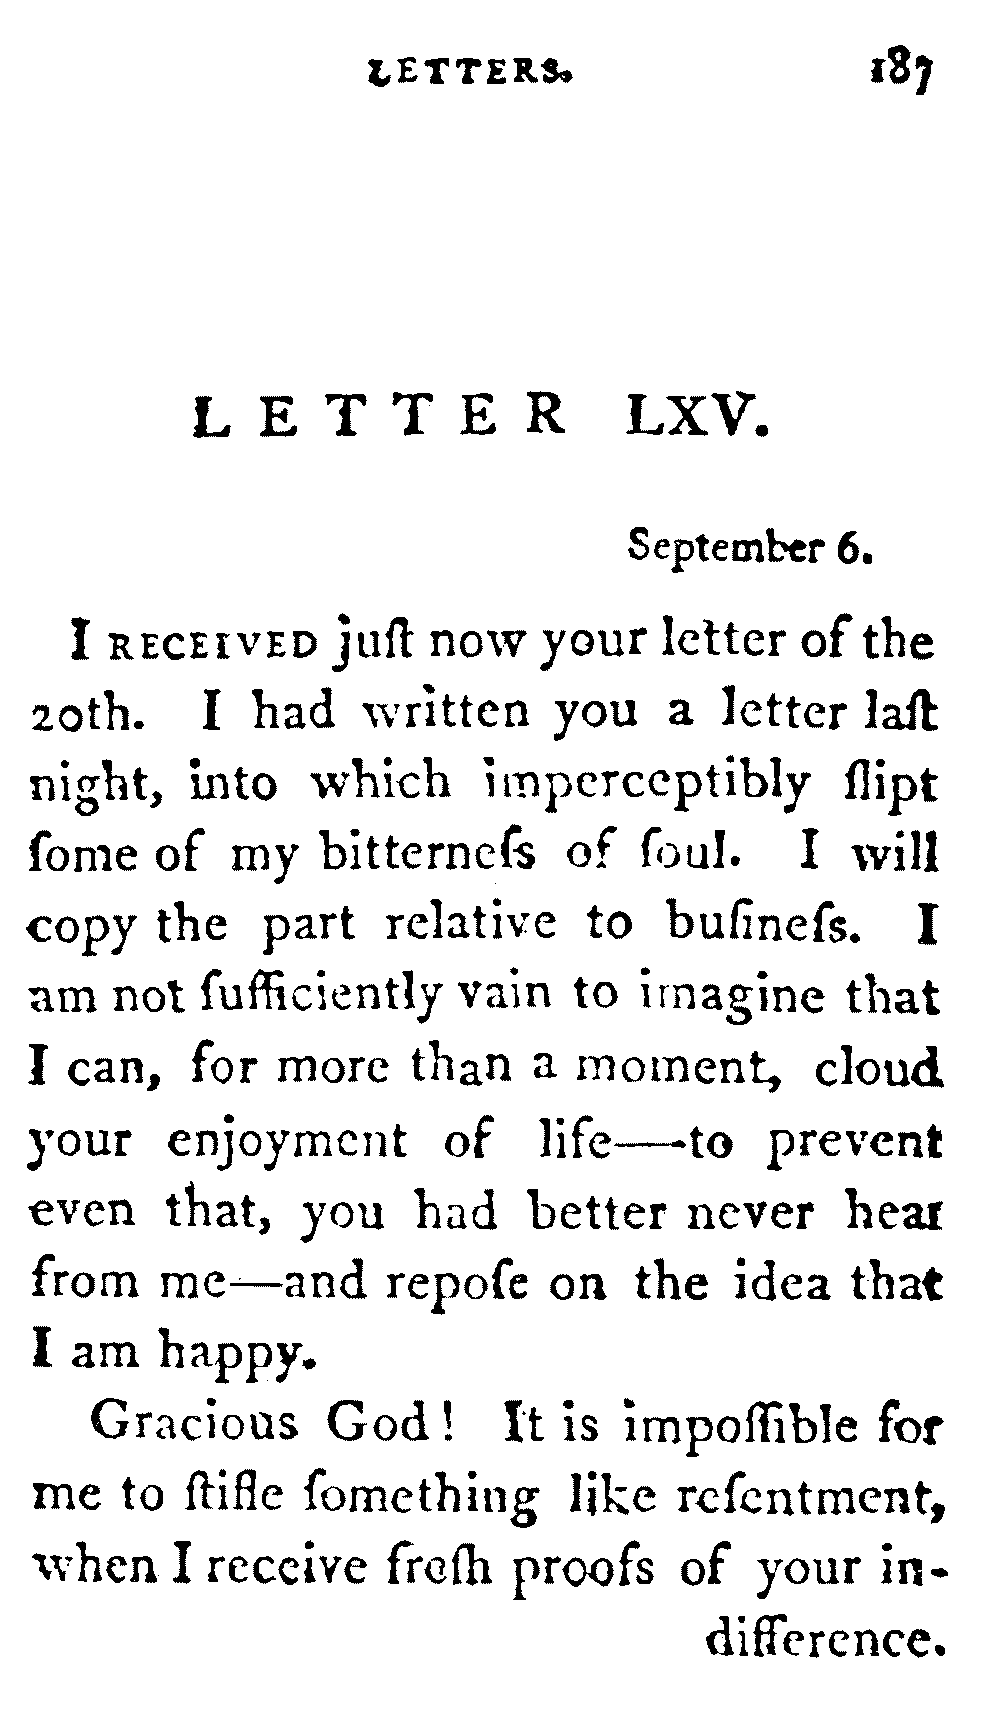 LETTERS. 187
LETTER LXV.
September 6.
I RECEIVED juſt now your letter of the
20th. I had written you a letter laſt
night, into which imperceptibly ſlipt
ſome of my bitterneſs of ſoul. I will
copy the part relative to buſineſs. I
am not ſufficiently vain to imagine that
I can, for more than a moment, cloud
your enjoyment of life—to prevent
even that, you had better never hear
from me—and repoſe on the idea that
I am happy.
Gracious God! It is impoſſible for
me to ſtifle ſomething like reſentment,
when I receive freſh proofs of your in-
difference.